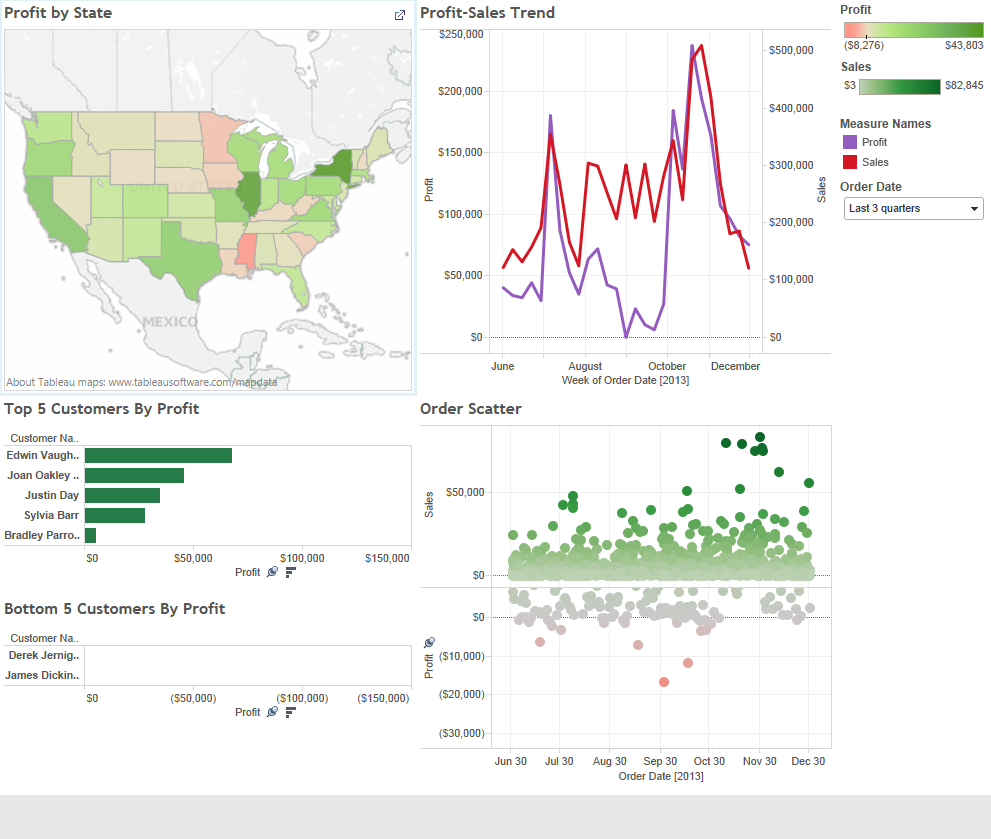 Profit by State
UNITED STATES
MEXICO
About Tableau maps: www.tableausoftware.com/mapdata
Profit-Sales Trend
$250,000
$200,000
$150,000
$100,000
$50,000
$0
Profit
$500,000
$400,000
$300,000
$200,000
$100,000
$0
Sales
June August October December
Week of Order Date [2013]
Profit
($8,276) $43,803
Sales
$3 $82,845
Measure Names
Profit
Sales
Order Date
Last 3 quarters
Top 5 Customers By Profit
Customer Na..
Edwin Vaugh..
Joan Oakley ..
Justin Day
Sylvia Barr
Bradley Parro..
$0 $50,000 $100,000 $150,000
Profit
Bottom 5 Customers By Profit
Customer Na..
Derek Jernig..
James Dickin..
$0 ($50,000) ($100,000) ($150,000)
Profit
Order Scatter
Sales
$50,000
$0
Profit
$0
($10,000)
($20,000)
($30,000)
Jun 30 Jul 30 Aug 30 Sep 30 Oct 30 Nov 30 Dec 30
Order Date [2013]